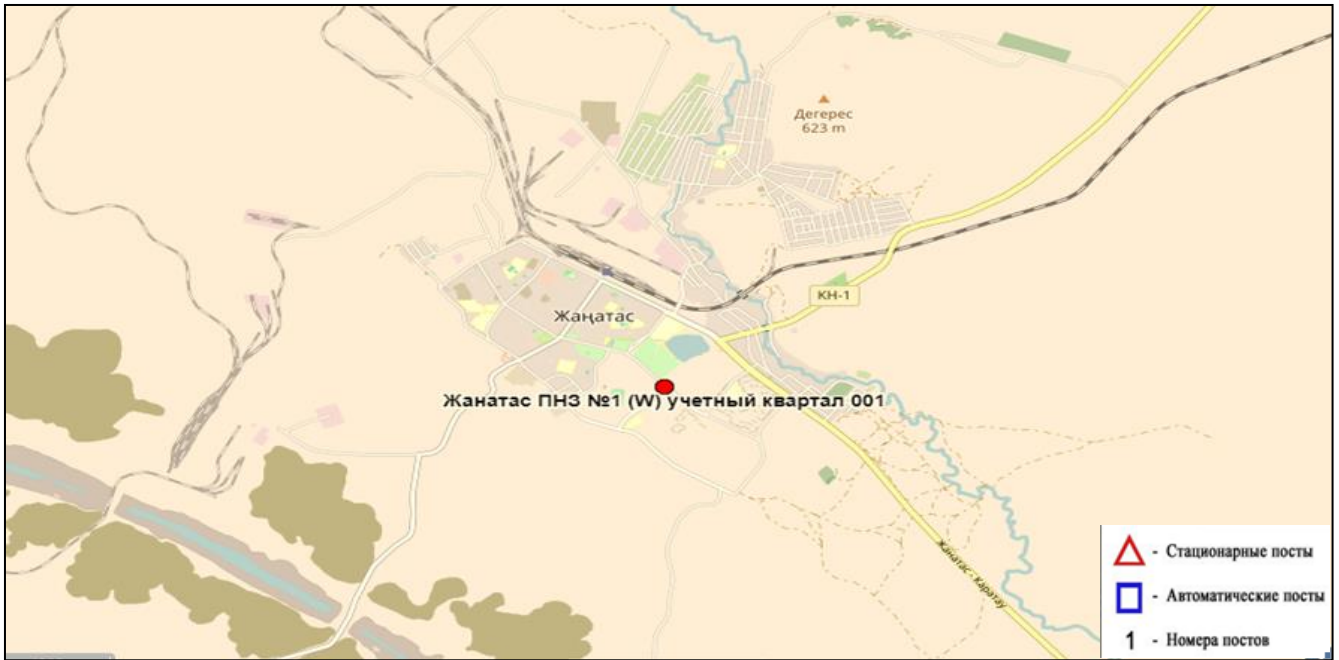 Дегерес
623 m
КН-1
Жаңатас
Жанатас ПНЗ №1 (W) учетный квартал 001
Жанатас - Каратау
- Стационарные посты
- Автоматические посты
1 - Номера постов